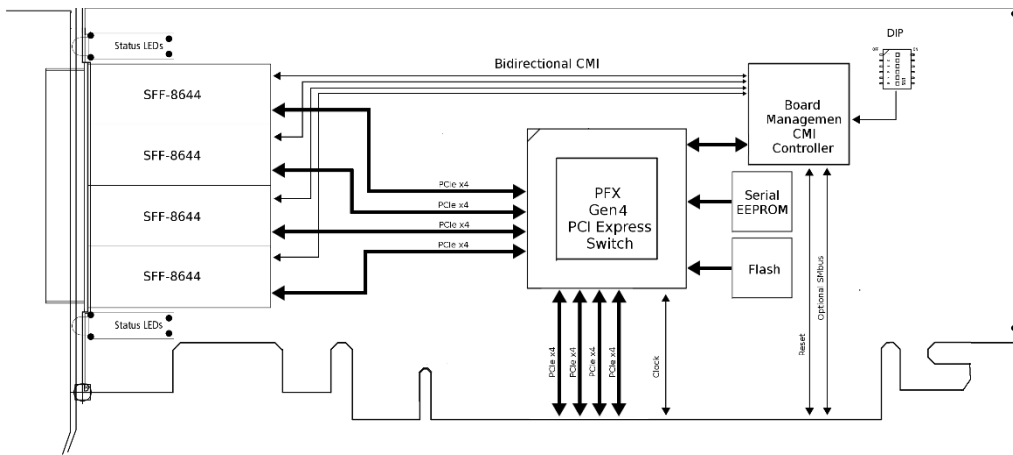 Status LEDs
DIP
Bidirectional CMI
SFF-8644
SFF-8644
SFF-8644
SFF-8644
Board
Managemen
CMI
Controller
PCIe x4
PCIe x4
PCIe x4
PCIe x4
PFX
Gen4
PCI Express
Switch
Serial
EEPROM
Flash
Status LEDs
PCIe x4
PCIe x4
PCIe x4
PCIe x4
Clock
Reset
Optional SMbus